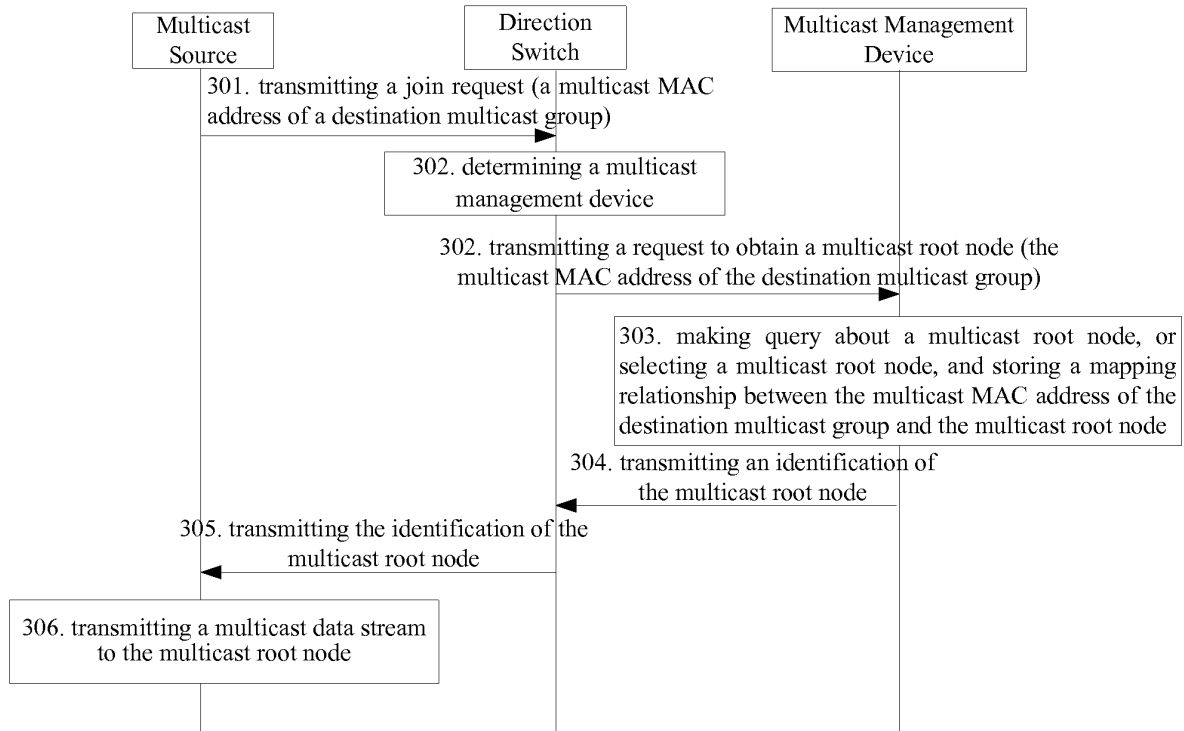 Multicast
Source
Direction
Switch
Multicast Management
Device
301. transmitting a join request (a multicast MAC
address of a destination multicast group)
302. determining a multicast
management device
302. transmitting a request to obtain a multicast root node (the
multicast MAC address of the destination multicast group)
303. making query about a multicast root node, or
selecting a multicast root node, and storing a mapping
relationship between the multicast MAC address of the
destination multicast group and the multicast root node
304. transmitting an identification of
the multicast root node
305. transmitting the identification of the
multicast root node
306. transmitting a multicast data stream
to the multicast root node